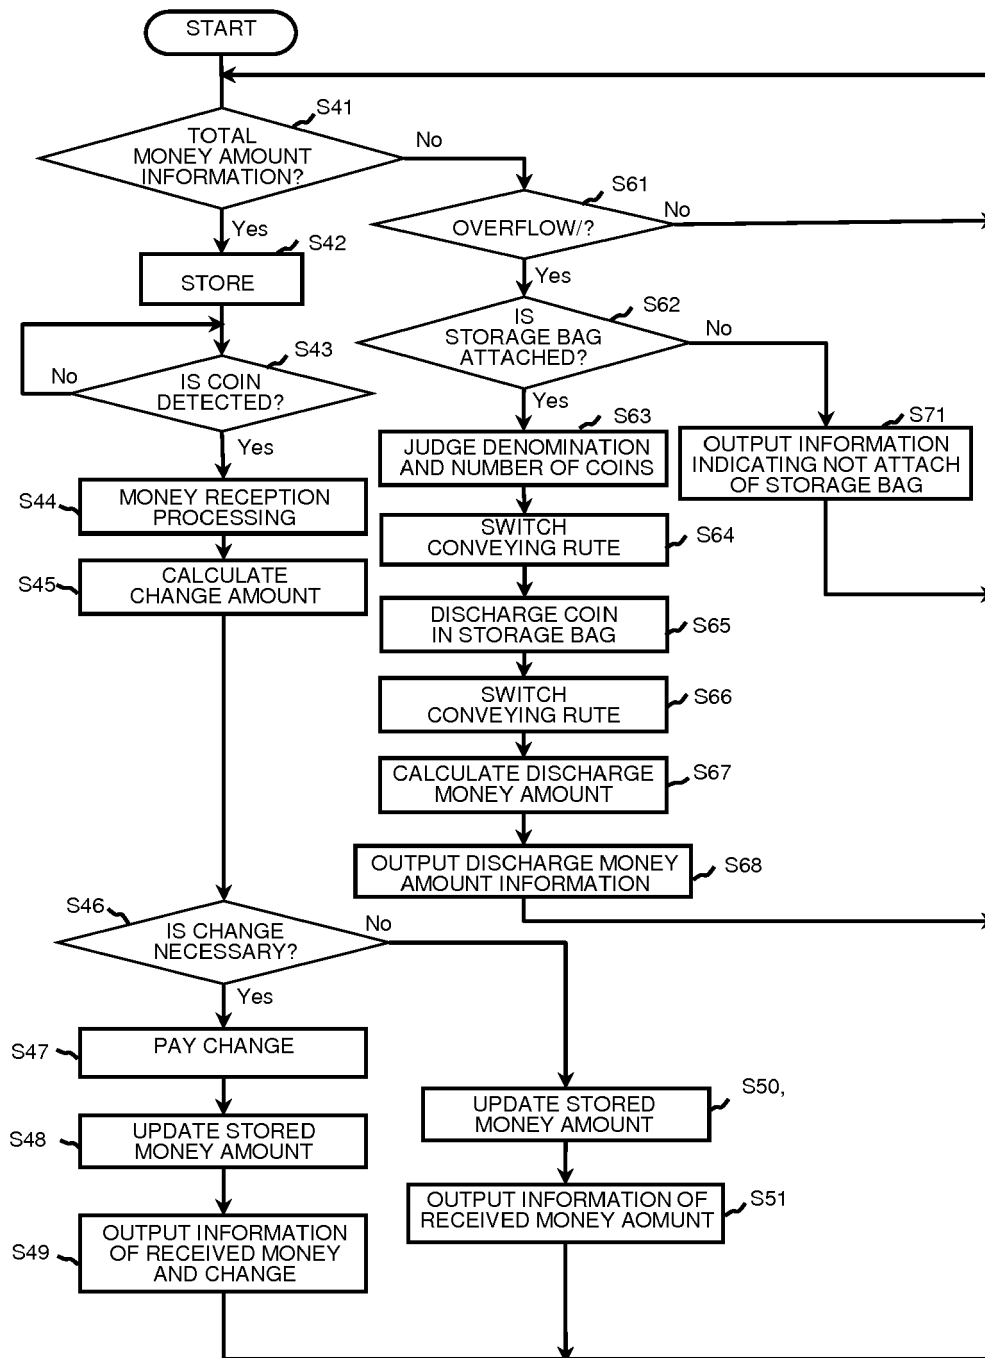 START
S41
TOTAL
MONEY AMOUNT
INFORMATION?
No
Yes
S61
OVERFLOW/?
No
Yes
S42
STORE
S62
IS
STORAGE BAG
ATTACHED?
No
Yes
S43
IS COIN
DETECTED?
No
Yes
S63
JUDGE DENOMINATION
AND NUMBER OF COINS
S71
OUTPUT INFORMATION
INDICATING NOT ATTACH
OF STORAGE BAG
S44
MONEY RECEPTION
PROCESSING
SWITCH
CONVEYING RUTE
S64
S45
CALCULATE
CHANGE AMOUNT
DISCHARGE COIN
IN STORAGE BAG
S65
SWITCH
CONVEYING RUTE
S66
CALCULATE DISCHARGE
MONEY AMOUNT
S67
OUTPUT DISCHARGE MONEY
AMOUNT INFORMATION
S68
S46
IS CHANGE
NECESSARY?
No
Yes
S47
PAY CHANGE
S48
UPDATE STORED
MONEY AMOUNT
S50,
UPDATE STORED
MONEY AMOUNT
S49
OUTPUT INFORMATION
OF RECEIVED MONEY
AND CHANGE
S51
OUTPUT INFORMATION OF
RECEIVED MONEY AOMUNT